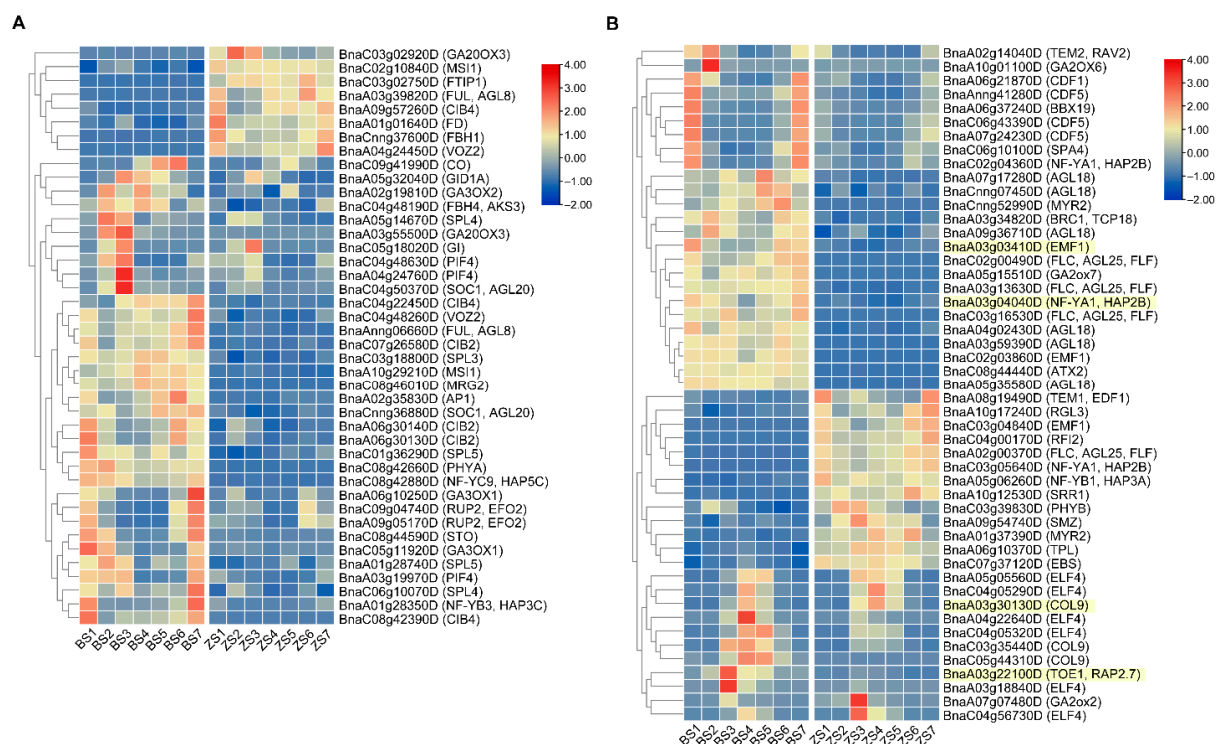 A
BnaC03g02920D (GA20OX3)
BnaC02g10840D (MSI1)
BnaC03g02750D (FTIP1)
BnaA03g39820D (FUL, AGL8)
BnaA09g57260D (CIB4)
BnaA01g01640D (FD)
BnaCnng37600D (FBH1)
BnaA04g24450D (VOZ2)
BnaC09g41990D (CO)
BnaA05g32040D (GID1A)
BnaA02g19810D (GA3OX2)
BnaC04g48190D (FBH4, AKS3)
BnaA05g14670D (SPL4)
BnaA03g55500D (GA20OX3)
BnaC05g18020D (GI)
BnaC04g48630D (PIF4)
BnaA04g24760D (PIF4)
BnaC04g50370D (SOC1, AGL20)
BnaC04g22450D (CIB4)
BnaC04g48260D (VOZ2)
BnaAnng06660D (FUL, AGL8)
BnaC07g26580D (CIB2)
BnaC03g18800D (SPL3)
BnaA10g29210D (MSI1)
BnaC08g46010D (MRG2)
BnaA02g35830D (AP1)
BnaCnng36880D (SOC1, AGL20)
BnaA06g30140D (CIB2)
BnaA06g30130D (CIB2)
BnaC01g36290D (SPL5)
BnaC08g42660D (PHYA)
BnaC08g42880D (NF-YC9, HAP5C)
BnaA06g10250D (GA3OX1)
BnaC09g04740D (RUP2, EFO2)
BnaA09g05170D (RUP2, EFO2)
BnaC08g44590D (STO)
BnaC05g11920D (GA3OX1)
BnaA01g28740D (SPL5)
BnaA03g19970D (PIF4)
BnaC06g10070D (SPL4)
BnaA01g28350D (NF-YB3, HAP3C)
BnaC08g42390D (CIB4)
BS1 BS2 BS3 BS4 BS5 BS6 BS7 ZS1 ZS2 ZS3 ZS4 ZS5 ZS6 ZS7
4.00
3.00
2.00
1.00
0.00
−1.00
−2.00
B
BnaA02g14040D (TEM2, RAV2)
BnaA10g01100D (GA2OX6)
BnaA06g21870D (CDF1)
BnaAnng41280D (CDF5)
BnaA06g37240D (BBX19)
BnaC06g43390D (CDF5)
BnaA07g24230D (CDF5)
BnaC06g10100D (SPA4)
BnaC02g04360D (NF-YA1, HAP2B)
BnaA07g17280D (AGL18)
BnaCnng07450D (AGL18)
BnaCnng52990D (MYR2)
BnaA03g34820D (BRC1, TCP18)
BnaA09g36710D (AGL18)
BnaA03g03410D (EMF1)
BnaC02g00490D (FLC, AGL25, FLF)
BnaA05g15510D (GA2ox7)
BnaA03g13630D (FLC, AGL25, FLF)
BnaA03g04040D (NF-YA1, HAP2B)
BnaC03g16530D (FLC, AGL25, FLF)
BnaA04g02430D (AGL18)
BnaA03g59390D (AGL18)
BnaC02g03860D (EMF1)
BnaC08g44440D (ATX2)
BnaA05g35580D (AGL18)
BnaA08g19490D (TEM1, EDF1)
BnaA10g17240D (RGL3)
BnaC03g04840D (EMF1)
BnaC04g00170D (RFI2)
BnaA02g00370D (FLC, AGL25, FLF)
BnaC03g05640D (NF-YA1, HAP2B)
BnaA05g06260D (NF-YB1, HAP3A)
BnaA10g12530D (SRR1)
BnaC03g39830D (PHYB)
BnaA09g54740D (SMZ)
BnaA01g37390D (MYR2)
BnaA06g10370D (TPL)
BnaC07g37120D (EBS)
BnaA05g05560D (ELF4)
BnaC04g05290D (ELF4)
BnaA03g30130D (COL9)
BnaA04g22640D (ELF4)
BnaC04g05320D (ELF4)
BnaC03g35440D (COL9)
BnaC05g44310D (COL9)
BnaA03g22100D (TOE1, RAP2.7)
BnaA03g18840D (ELF4)
BnaA07g07480D (GA2ox2)
BnaC04g56730D (ELF4)
BS1 BS2 BS3 BS4 BS5 BS6 BS7 ZS1 ZS2 ZS3 ZS4 ZS5 ZS6 ZS7
4.00
3.00
2.00
1.00
0.00
−1.00
−2.00